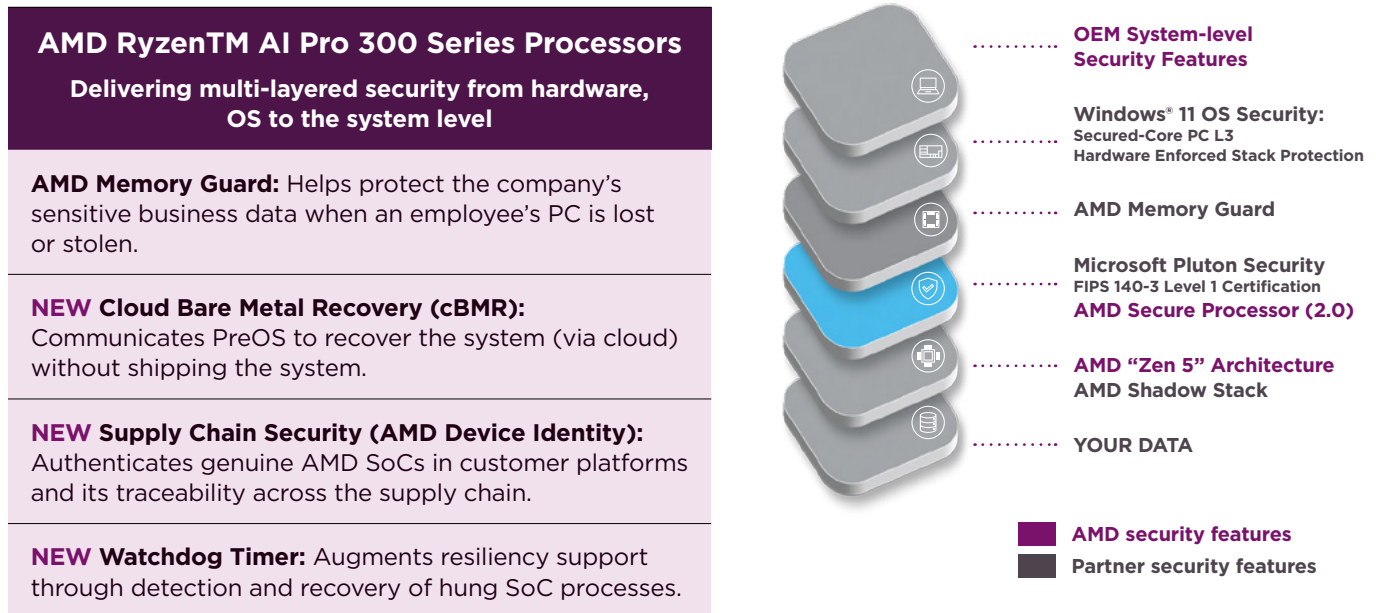 AMD RyzenTM AI Pro 300 Series Processors
Delivering multi-layered security from hardware,
OS to the system level
AMD Memory Guard: Helps protect the company’s
sensitive business data when an employee’s PC is lost
or stolen.
NEW Cloud Bare Metal Recovery (cBMR):
Communicates PreOS to recover the system (via cloud)
without shipping the system.
NEW Supply Chain Security (AMD Device Identity):
Authenticates genuine AMD SoCs in customer platforms
and its traceability across the supply chain.
NEW Watchdog Timer: Augments resiliency support
through detection and recovery of hung SoC processes.
OEM System-level
Security Features
Windows® 11 OS Security:
Secured-Core PC L3
Hardware Enforced Stack Protection
AMD Memory Guard
Microsoft Pluton Security
FIPS 140-3 Level 1 Certification
AMD Secure Processor (2.0)
AMD “Zen 5” Architecture
AMD Shadow Stack
YOUR DATA
AMD security features
Partner security features